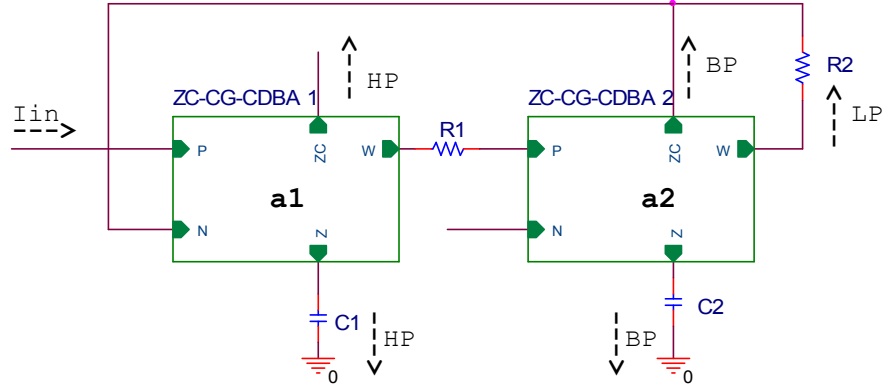 HP
BP
R2
ZC-CG-CDBA 1
ZC-CG-CDBA 2
Iin
LP
R1
P
ZC
W
P
ZC
W
a1
a2
N
Z
N
Z
C1
C2
HP
BP
0
0